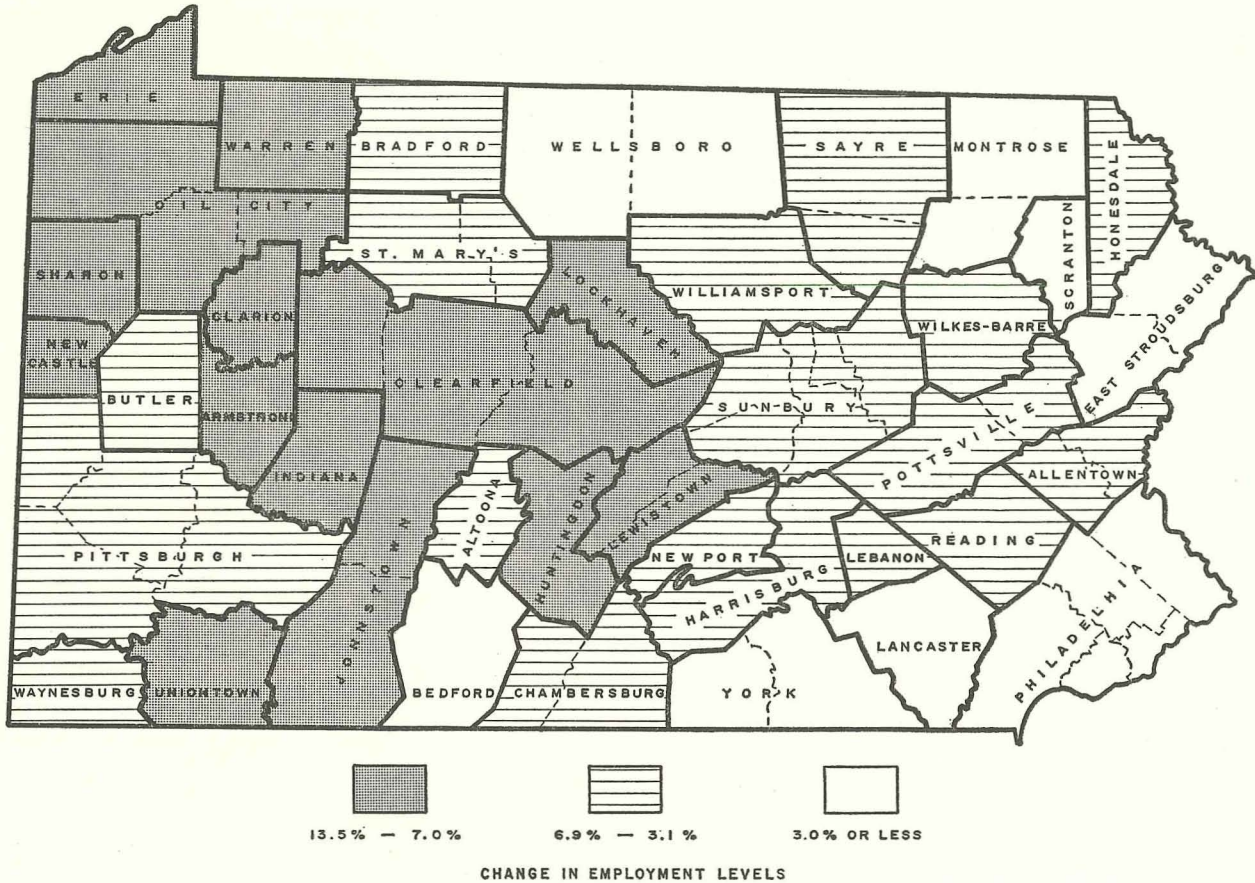 ERIE
WARREN
BRADFORD
WELLSBORO
SAYRE
MONTROSE
HONESDALE
OIL CITY
ST. MARY'S
SHARON
LOCKHAVEN
WILLIAMSPORT
SCRANTON
CLARION
WILKES-BARRE
NEW
CASTLE
CLEARFIELD
EAST STROUDSBURG
BUTLER
ARMSTRONG
SUNBURY
POTTSVILLE
INDIANA
ALLENTOWN
ALTOONA
HUNTINGDON
LEWISTOWN
JOHNSTOWN
PITTSBURGH
NEWPORT
LEBANON
READING
HARRISBURG
PHILADELHIA
LANCASTER
WAYNESBURG
UNIONTOWN
BEDFORD
CHAMBERSBURG
YORK
13.5% — 7.0%
6.9% — 3.1%
3.0% OR LESS
CHANGE IN EMPLOYMENT LEVELS